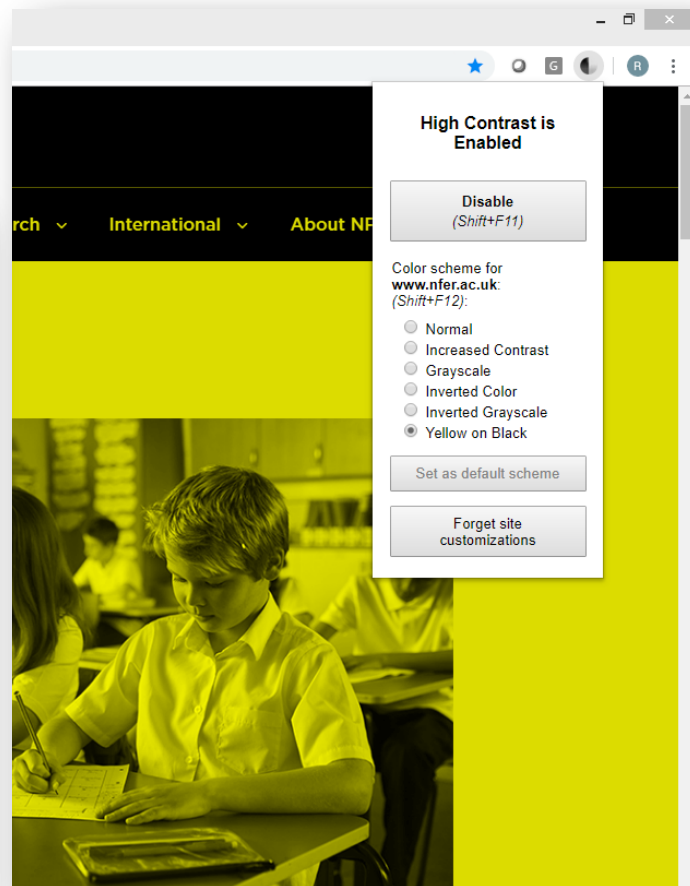 G
R
High Contrast is
Enabled
Disable
(Shift+F11)
rch International About NF
Color scheme for
www.nfer.ac.uk:
(Shift+F12):
Normal
Increased Contrast
Grayscale
Inverted Color
Inverted Grayscale
Yellow on Black
Set as default scheme
Forget site
customizations